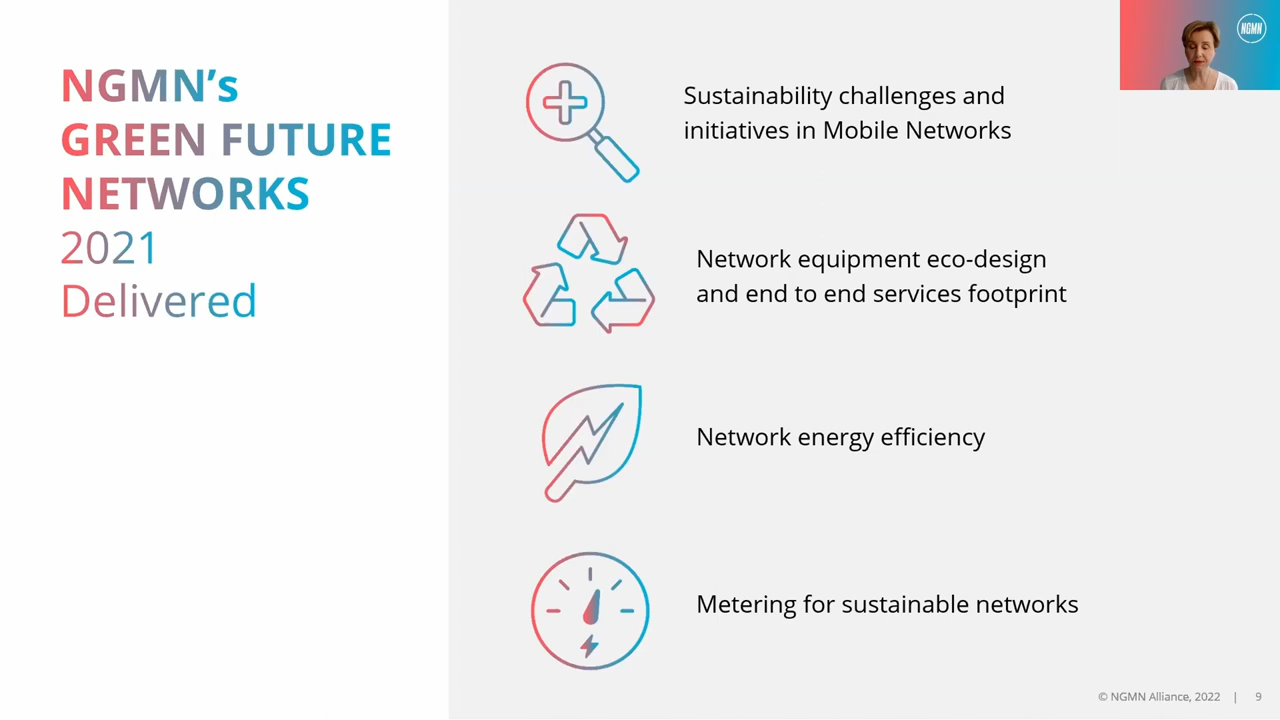 NGMN's
GREEN FUTURE
NETWORKS
2021
Delivered
Sustainability challenges and
initiatives in Mobile Networks
Network equipment eco-design
and end to end services footprint
Network energy efficiency
Metering for sustainable networks
NGMN
© NGMN Alliance, 2022 | 9